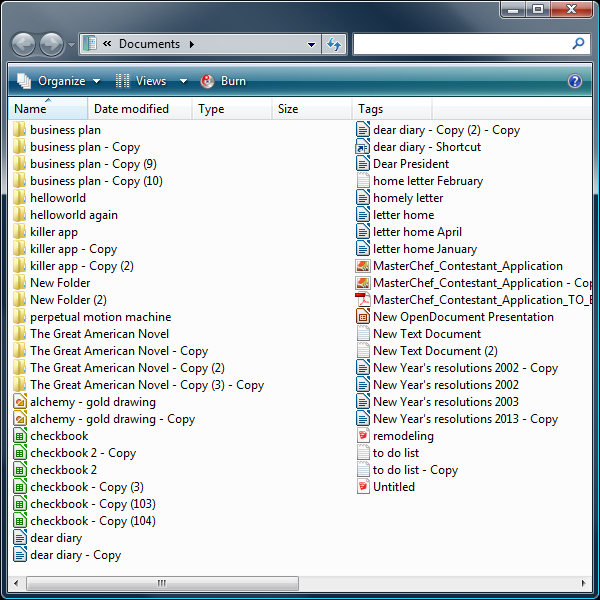 « Documents
Organize Views Burn ?
Name Date modified Type Size Tags
business plan
business plan - Copy
business plan - Copy (9)
business plan - Copy (10)
helloworld
helloworld again
killer app
killer app - Copy
killer app - Copy (2)
New Folder
New Folder (2)
perpetual motion machine
The Great American Novel
The Great American Novel - Copy
The Great American Novel - Copy (2)
The Great American Novel - Copy (3) - Copy
alchemy - gold drawing
alchemy - gold drawing - Copy
checkbook
checkbook 2 - Copy
checkbook 2
checkbook - Copy (3)
checkbook - Copy (103)
checkbook - Copy (104)
dear diary
dear diary - Copy
dear diary - Copy (2) - Copy
dear diary - Shortcut
Dear President
home letter February
homely letter
letter home
letter home April
letter home January
MasterChef_Contestant_Application
MasterChef_Contestant_Application - Cop
MasterChef_Contestant_Application_TO_E
New OpenDocument Presentation
New Text Document
New Text Document (2)
New Year's resolutions 2002 - Copy
New Year's resolutions 2002
New Year's resolutions 2003
New Year's resolutions 2013 - Copy
remodeling
to do list
to do list - Copy
Untitled